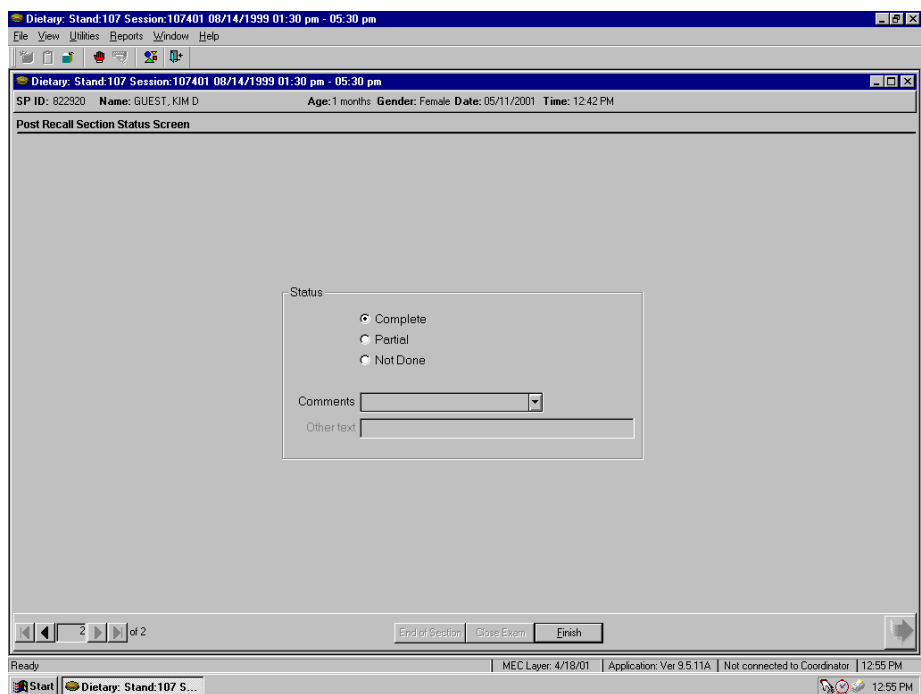 Dietary: Stand:107 Session:107401 08/14/1999 01:30 pm - 05:30 pm
File View Utilities Reports Window Help
Dietary: Stand:107 Session:107401 08/14/1999 01:30 pm - 05:30 pm
SP ID: 822920 Name: GUEST, KIM D Age: 1 months Gender: Female Date: 05/11/2001 Time: 12:42 PM
Post Recall Section Status Screen
Status
Complete
Partial
Not Done
Comments
Other text
2 of 2 End of Section Close Exam Finish
Ready MEC Layer: 4/18/01 Application: Ver 9.5.11A Not connected to Coordinator 12:55 PM
Start Dietary: Stand:107 S... 12:55 PM